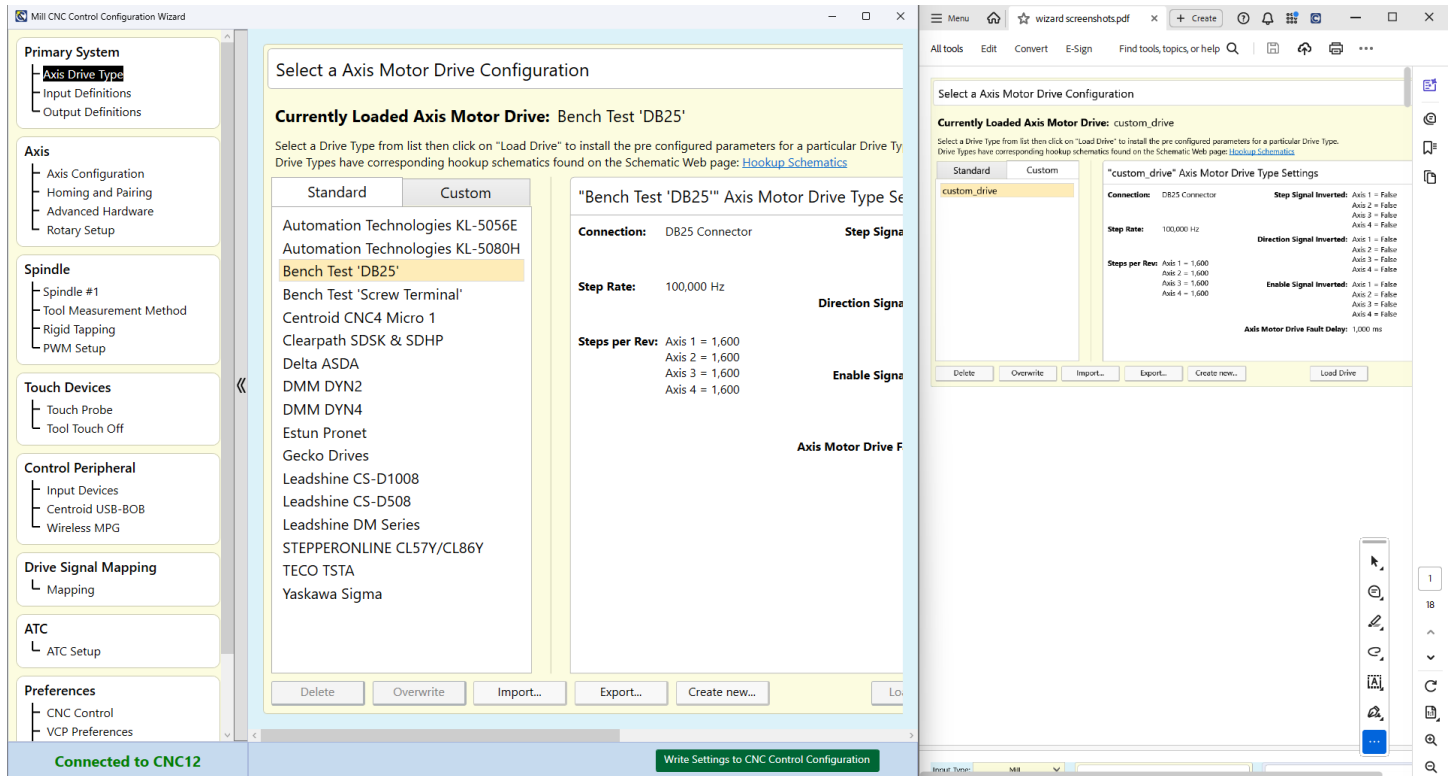 Mill CNC Control Configuration Wizard
Primary System
Axis Drive Type
Input Definitions
Output Definitions
Axis
Axis Configuration
Homing and Pairing
Advanced Hardware
Rotary Setup
Spindle
Spindle #1
Tool Measurement Method
Rigid Tapping
PWM Setup
Touch Devices
Touch Probe
Tool Touch Off
Control Peripheral
Input Devices
Centroid USB-BOB
Wireless MPG
Drive Signal Mapping
Mapping
ATC
ATC Setup
Preferences
CNC Control
VCP Preferences
Connected to CNC12
Select a Axis Motor Drive Configuration
Currently Loaded Axis Motor Drive: Bench Test 'DB25'
Select a Drive Type from list then click on "Load Drive" to install the pre configured parameters for a particular Drive Ty
Drive Types have corresponding hookup schematics found on the Schematic Web page: Hookup Schematics
Standard Custom
Automation Technologies KL-5056E
Automation Technologies KL-5080H
Bench Test 'DB25'
Bench Test 'Screw Terminal'
Centroid CNC4 Micro 1
Clearpath SDSK & SDHP
Delta ASDA
DMM DYN2
DMM DYN4
Estun Pronet
Gecko Drives
Leadshine CS-D1008
Leadshine CS-D508
Leadshine DM Series
STEPPERONLINE CL57Y/CL86Y
TECO TSTA
Yaskawa Sigma
"Bench Test 'DB25'" Axis Motor Drive Type Se
Connection: DB25 Connector Step Signa
Step Rate: 100,000 Hz
Direction Signa
Steps per Rev: Axis 1 = 1,600
Axis 2 = 1,600
Axis 3 = 1,600 Enable Signa
Axis 4 = 1,600
Axis Motor Drive F
Delete Overwrite Import... Export... Create new... Lo
Write Settings to CNC Control Configuration
Menu wizard screenshots.pdf Create
All tools Edit Convert E-Sign Find tools, topics, or help
Select a Axis Motor Drive Configuration
Currently Loaded Axis Motor Drive: custom_drive
Select a Drive Type from list then click on "Load Drive" to install the pre configured parameters for a particular Drive Type.
Drive Types have corresponding hookup schematics found on the Schematic Web page: Hookup Schematics
Standard Custom
custom_drive
"custom_drive" Axis Motor Drive Type Settings
Connection: DB25 Connector Step Signal Inverted: Axis 1 = False
Axis 2 = False
Axis 3 = False
Step Rate: 100,000 Hz Axis 4 = False
Direction Signal Inverted: Axis 1 = False
Axis 2 = False
Steps per Rev: Axis 1 = 1,600 Axis 3 = False
Axis 2 = 1,600 Axis 4 = False
Axis 3 = 1,600 Enable Signal Inverted: Axis 1 = False
Axis 4 = 1,600 Axis 2 = False
Axis 3 = False
Axis 4 = False
Axis Motor Drive Fault Delay: 1,000 ms
Delete Overwrite Import... Export... Create new... Load Drive
1
18
Input Type: Mill